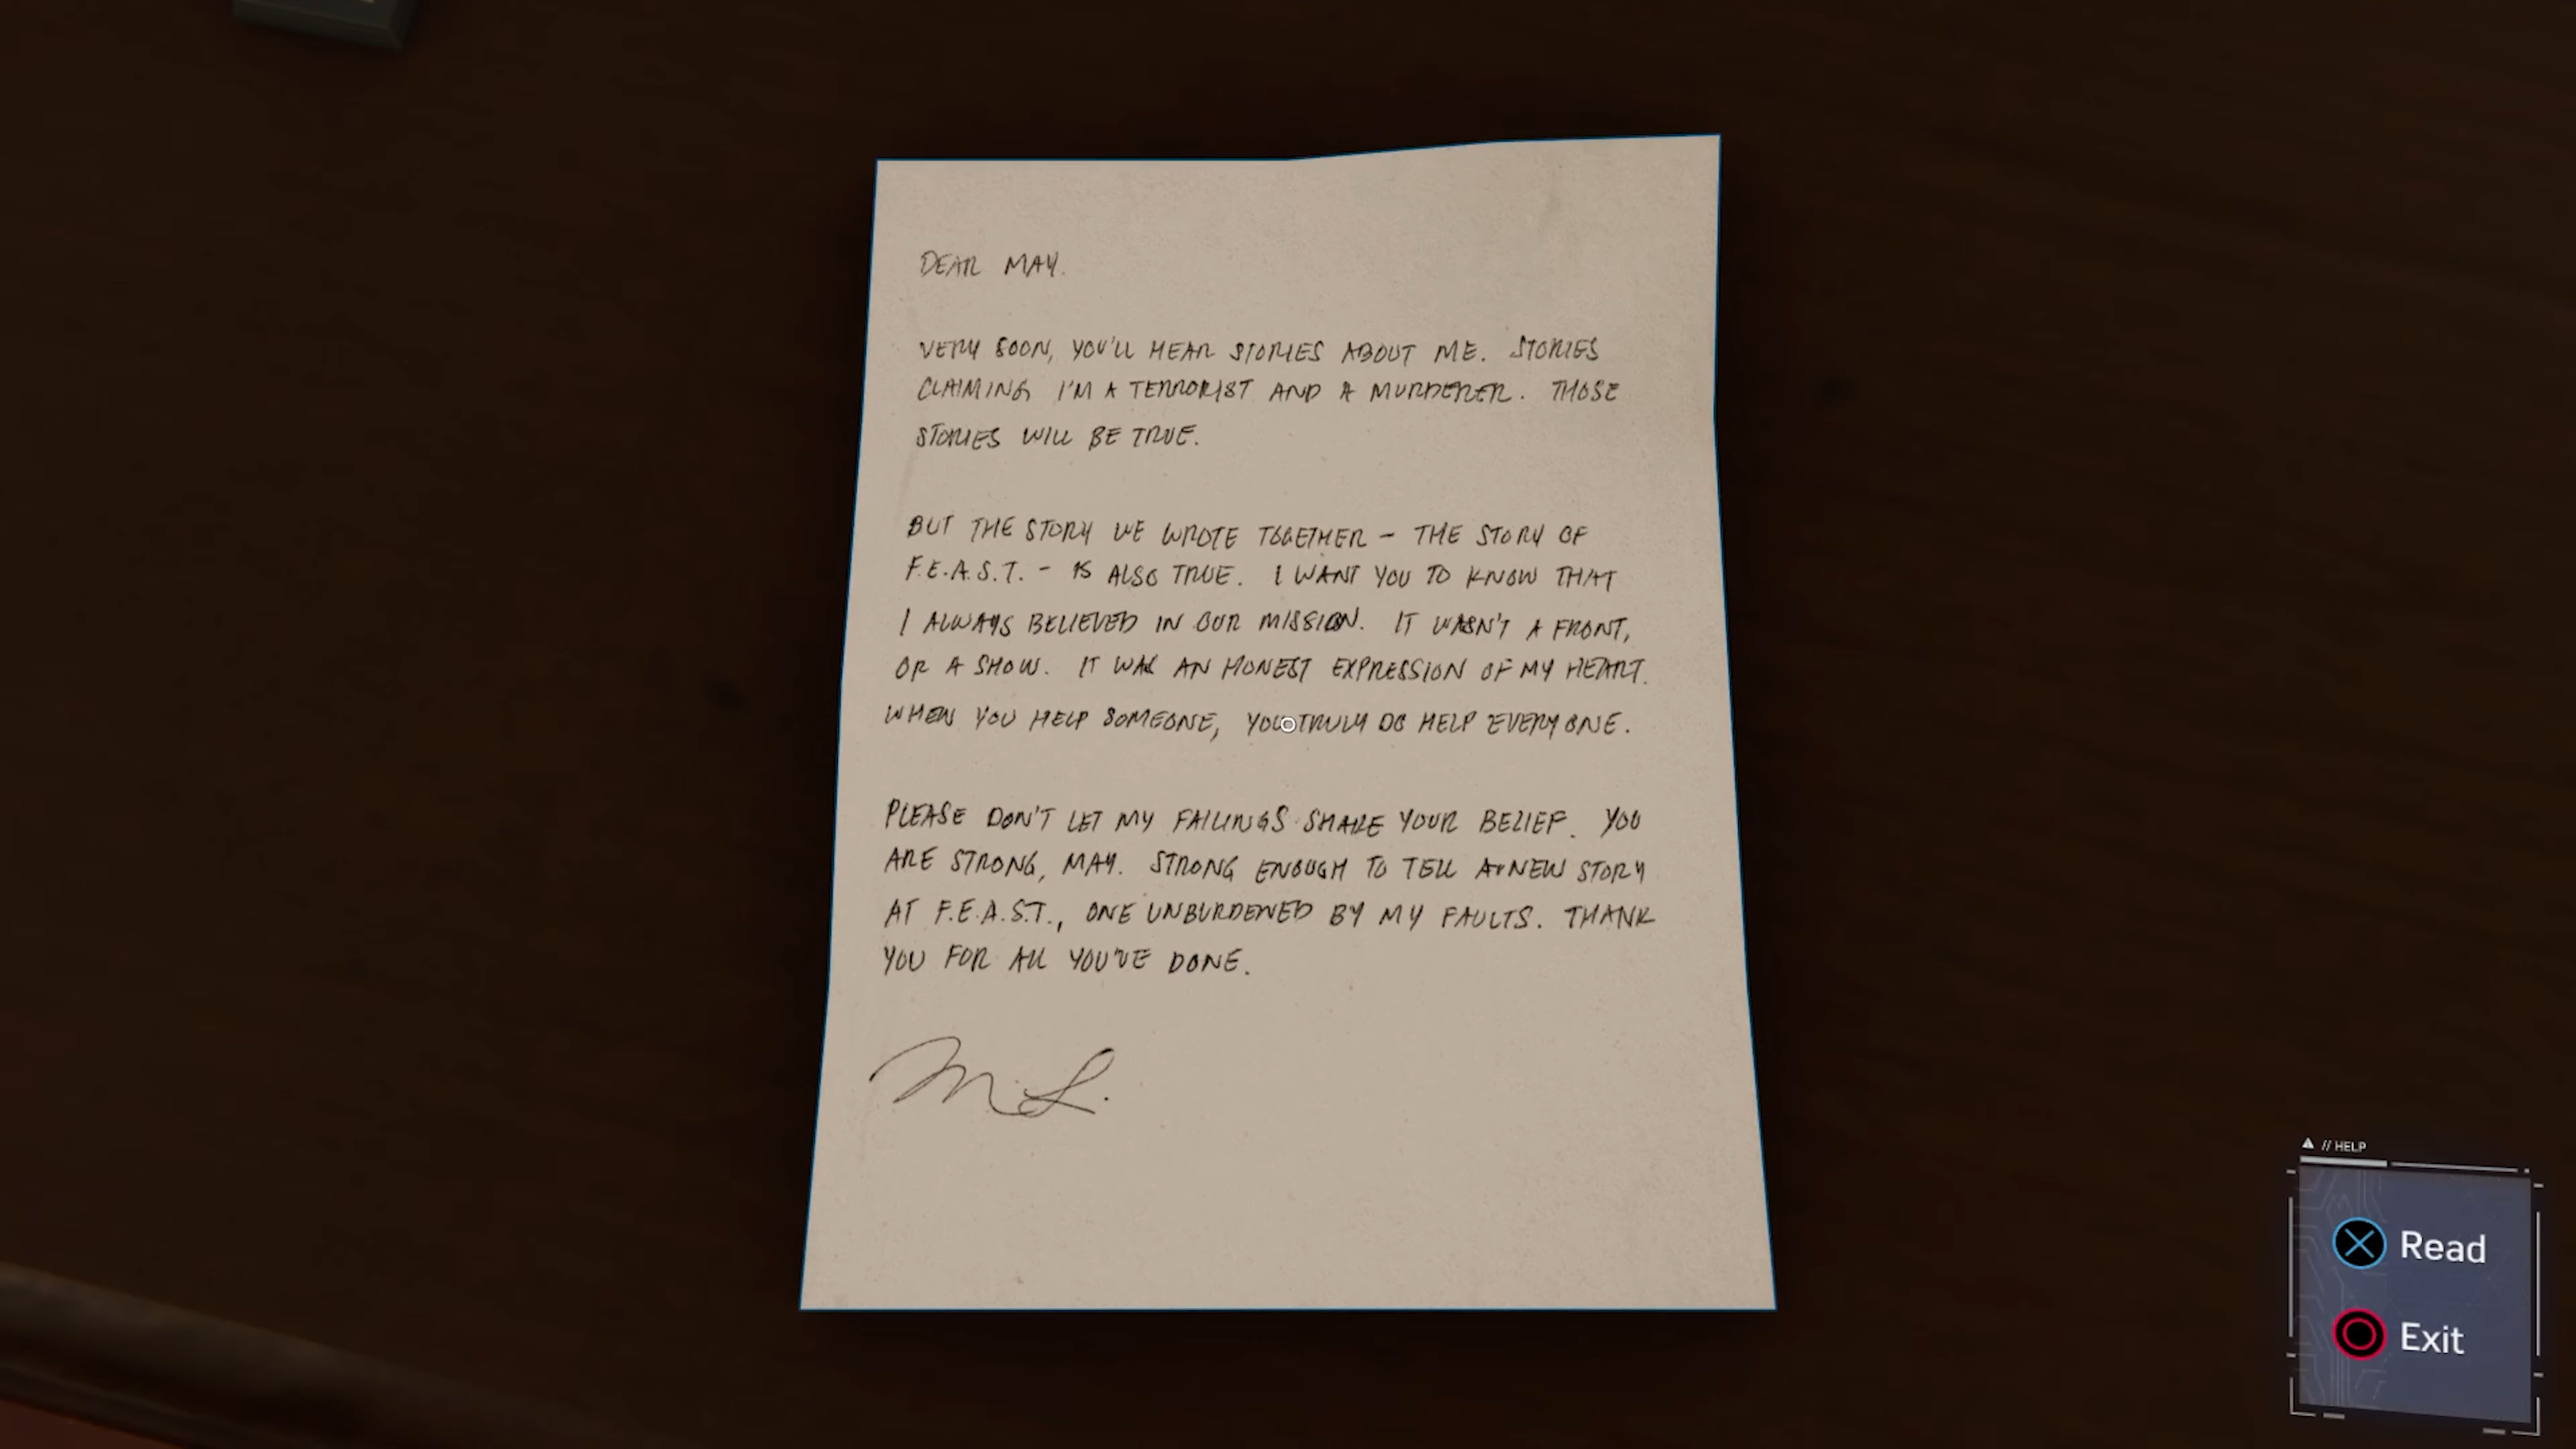 DEAR MAY.
VERY SOON, YOU'LL HEAR STORIES ABOUT ME. STORIES
CLAIMING I'M A TERRORIST AND A MURDERER. THOSE
STORIES WILL BE TRUE.
BUT THE STORY WE WROTE TOGETHER - THE STORY OF
F.E.A.S.T. - IS ALSO TRUE. I WANT YOU TO KNOW THAT
I ALWAYS BELIEVED IN OUR MISSION. IT WASN'T A FRONT,
OR A SHOW. IT WAS AN HONEST EXPRESSION OF MY HEART.
WHEN YOU HELP SOMEONE, YOU TRULY DO HELP EVERYONE.
PLEASE DON'T LET MY FAILINGS SHAKE YOUR BELIEF. YOU
ARE STRONG, MAY. STRONG ENOUGH TO TELL A NEW STORY
AT F.E.A.S.T., ONE UNBURDENED BY MY FAULTS. THANK
YOU FOR ALL YOU'VE DONE.
M L.
// HELP
Read
Exit